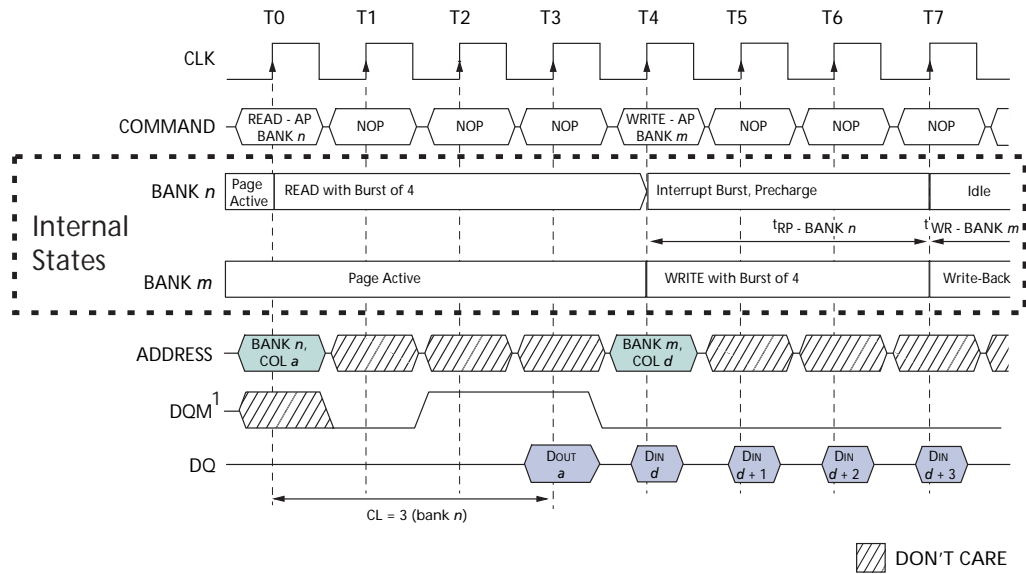 T0 T1 T2 T3 T4 T5 T6 T7
CLK
COMMAND
READ - AP
BANK n
NOP
NOP
NOP
WRITE - AP
BANK m
NOP
NOP
NOP
Internal
States
BANK n
Page
Active
READ with Burst of 4
Interrupt Burst, Precharge
Idle
tRP - BANK n
tWR - BANK m
BANK m
Page Active
WRITE with Burst of 4
Write-Back
ADDRESS
BANK n,
COL a
BANK m,
COL d
DQM1
DQ
DOUT
a
DIN
d
DIN
d + 1
DIN
d + 2
DIN
d + 3
CL = 3 (bank n)
DON'T CARE